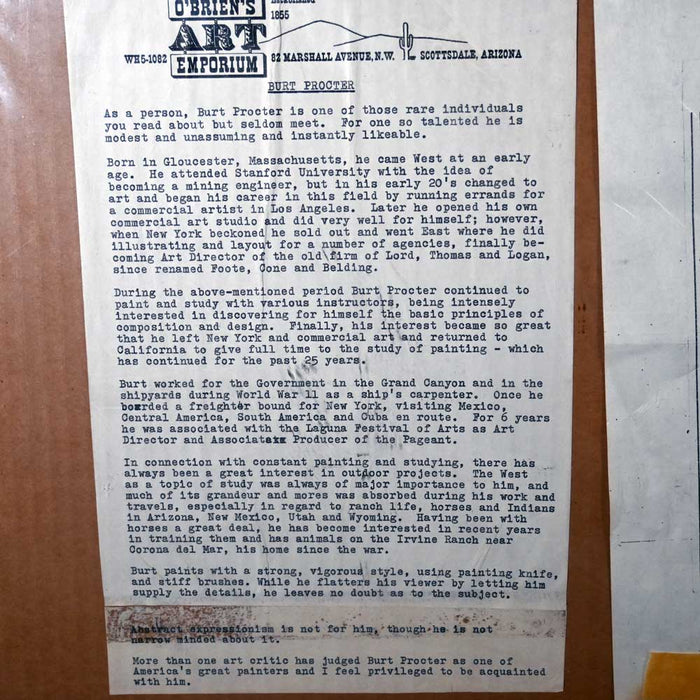 O'BRIEN'S
Established
1855
ART
WH5-1082
EMPORIUM
82 MARSHALL AVENUE, N.W. SCOTTSDALE, ARIZONA
BURT PROCTER
As a person, Burt Procter is one of those rare individuals
you read about but seldom meet. For one so talented he is
modest and unassuming and instantly likeable.
Born in Gloucester, Massachusetts, he came West at an early
age. He attended Stanford University with the idea of
becoming a mining engineer, but in his early 20's changed to
art and began his career in this field by running errands for
a commercial artist in Los Angeles. Later he opened his own
commercial art studio and did very well for himself; however,
when New York beckoned he sold out and went East where he did
illustrating and layout for a number of agencies, finally be-
coming Art Director of the old firm of Lord, Thomas and Logan,
since renamed Foote, Cone and Belding.
During the above-mentioned period Burt Procter continued to
paint and study with various instructors, being intensely
interested in discovering for himself the basic principles of
composition and design. Finally, his interest became so great
that he left New York and commercial art and returned to
California to give full time to the study of painting - which
has continued for the past 25 years.
Burt worked for the Government in the Grand Canyon and in the
shipyards during World War ll as a ship's carpenter. Once he
boarded a freighter bound for New York, visiting Mexico,
Central America, South America and Cuba en route. For 6 years
he was associated with the Laguna Festival of Arts as Art
Director and Associate Producer of the Pageant.
In connection with constant painting and studying, there has
always been a great interest in outdoor projects. The West
as a topic of study was always of major importance to him, and
much of its grandeur and mores was absorbed during his work and
travels, especially in regard to ranch life, horses and Indians
in Arizona, New Mexico, Utah and Wyoming. Having been with
horses a great deal, he has become interested in recent years
in training them and has animals on the Irvine Ranch near
Corona del Mar, his home since the war.
Burt paints with a strong, vigorous style, using painting knife,
and stiff brushes. While he flatters his viewer by letting him
supply the details, he leaves no doubt as to the subject.
Abstract expressionism is not for him, though he is not
narrow minded about it.
More than one art critic has judged Burt Procter as one of
America's great painters and I feel privileged to be acquainted
with him.